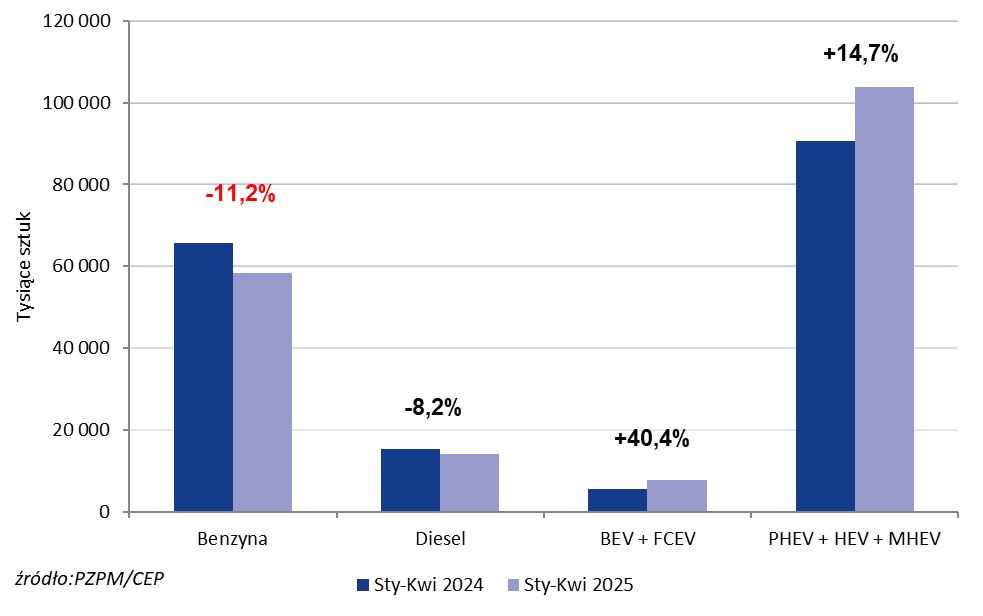 120 000
100 000
80 000
60 000
40 000
20 000
0
Tysiące sztuk
-11,2%
-8,2%
+40,4%
+14,7%
Benzyna
Diesel
BEV + FCEV
PHEV + HEV + MHEV
źródło:PZPM/CEP
Sty-Kwi 2024
Sty-Kwi 2025